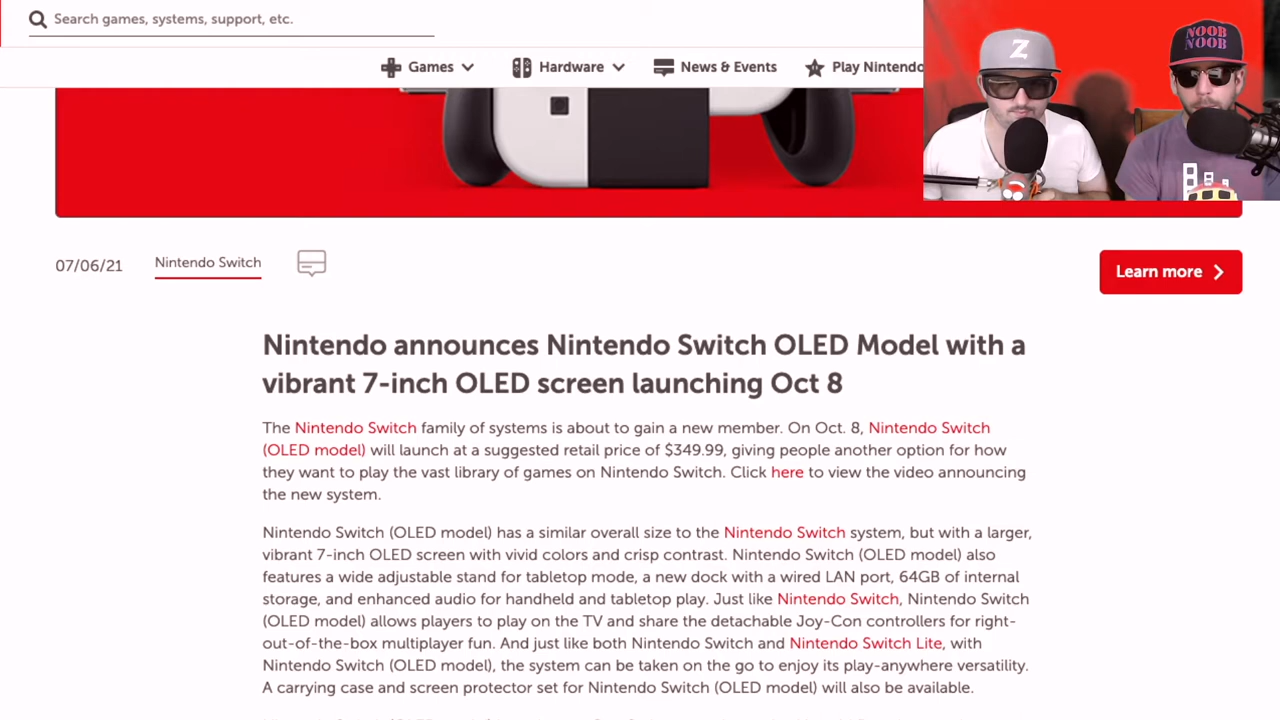 Search games, systems, support, etc.
Games
Hardware
News & Events
Play Nintendo
Z
NOOB
NOOB
07/06/21
Nintendo Switch
Learn more
Nintendo announces Nintendo Switch OLED Model with a
vibrant 7-inch OLED screen launching Oct 8
The Nintendo Switch family of systems is about to gain a new member. On Oct. 8, Nintendo Switch
(OLED model) will launch at a suggested retail price of $349.99, giving people another option for how
they want to play the vast library of games on Nintendo Switch. Click here to view the video announcing
the new system.
Nintendo Switch (OLED model) has a similar overall size to the Nintendo Switch system, but with a larger,
vibrant 7-inch OLED screen with vivid colors and crisp contrast. Nintendo Switch (OLED model) also
features a wide adjustable stand for tabletop mode, a new dock with a wired LAN port, 64GB of internal
storage, and enhanced audio for handheld and tabletop play. Just like Nintendo Switch, Nintendo Switch
(OLED model) allows players to play on the TV and share the detachable Joy-Con controllers for right-
out-of-the-box multiplayer fun. And just like both Nintendo Switch and Nintendo Switch Lite, with
Nintendo Switch (OLED model), the system can be taken on the go to enjoy its play-anywhere versatility.
A carrying case and screen protector set for Nintendo Switch (OLED model) will also be available.